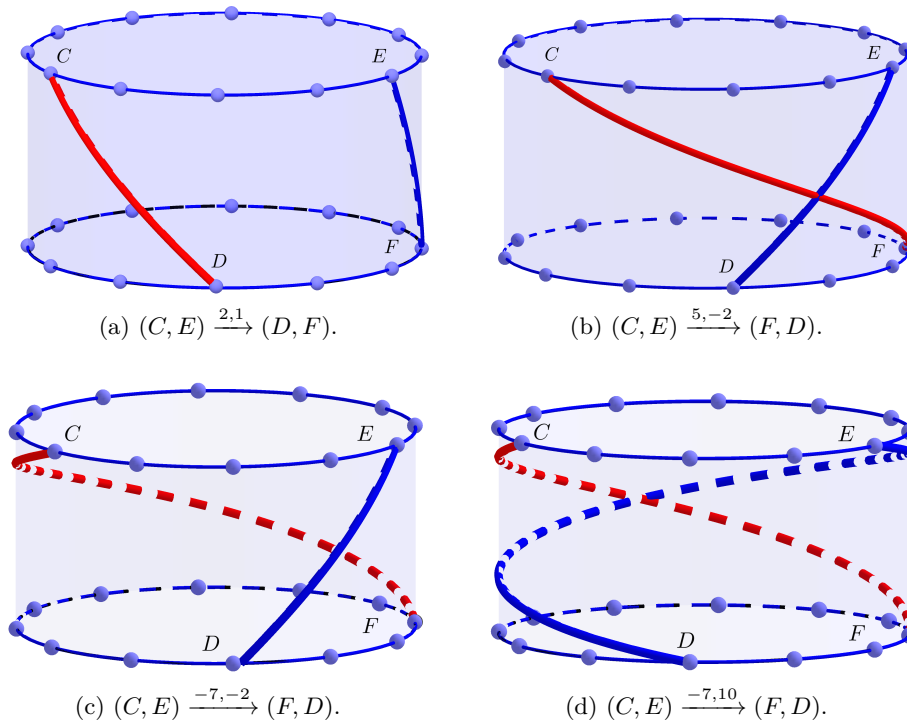 C E
D F
C E
D F
(a) (C, E) 2,1 ⟶ (D, F).
(b) (C, E) 5,−2 ⟶ (F, D).
C E
D F
C E
D F
(c) (C, E) −7,−2 ⟶ (F, D).
(d) (C, E) −7,10 ⟶ (F, D).